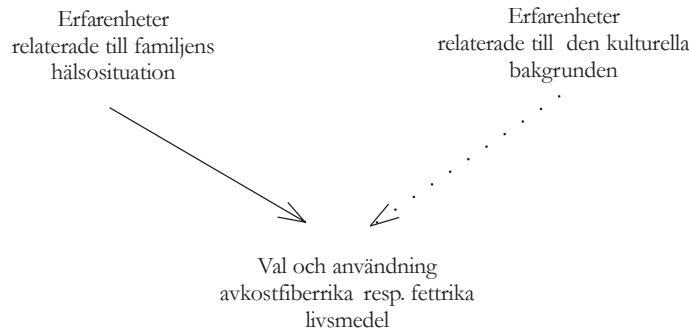 Erfarenheter
relaterade till familjens
hälsosituation
Erfarenheter
relaterade till den kulturella
bakgrunden
Val och användning
avkostfiberrika resp. fettrika
livsmedel